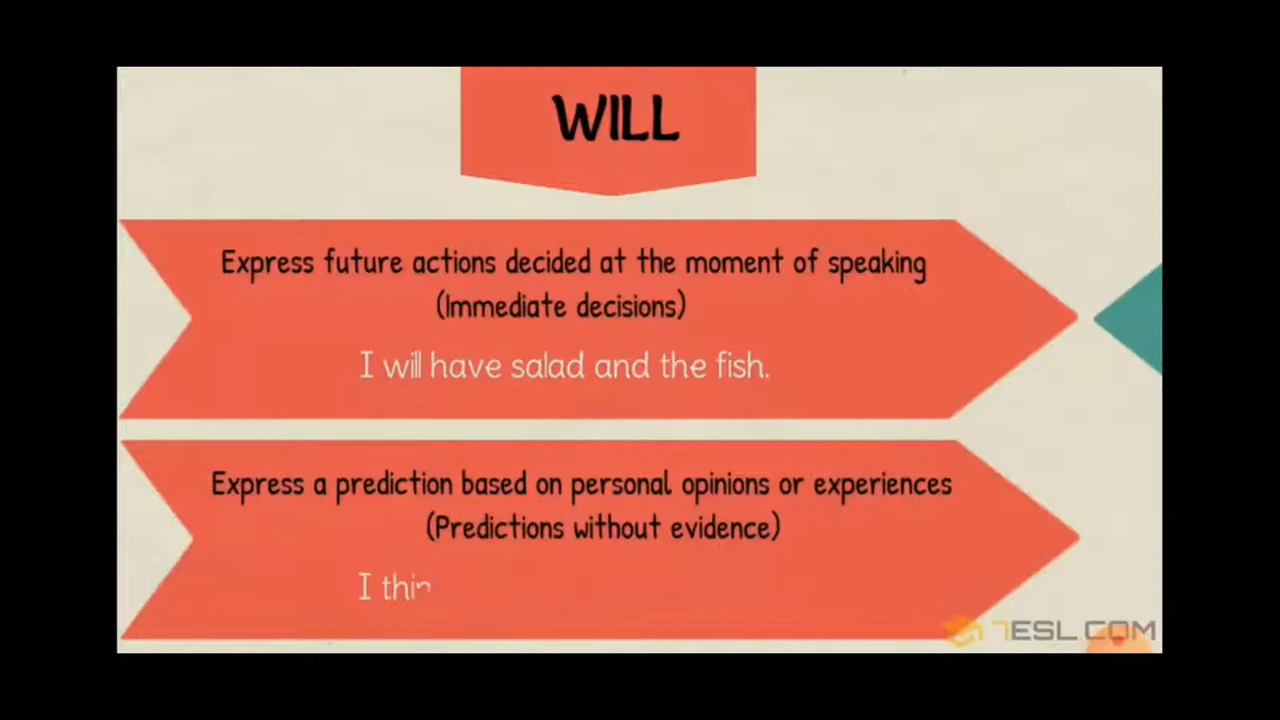 WILL
Express future actions decided at the moment of speaking
(Immediate decisions)
I will have salad and the fish.
Express a prediction based on personal opinions or experiences
(Predictions without evidence)
I thin
7ESL.COM